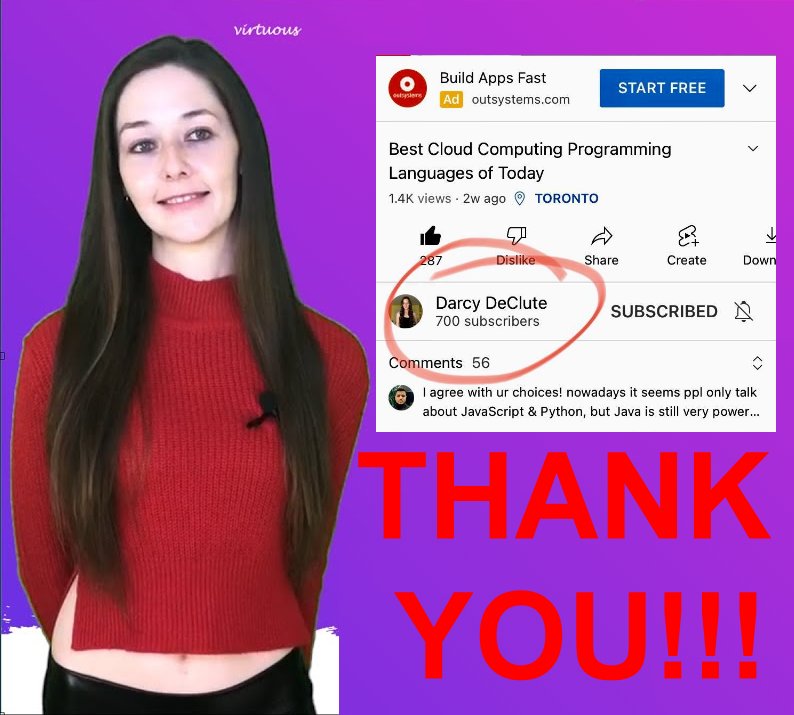 virtuous
Build Apps Fast
START FREE
outsystems
Ad outsystems.com
Best Cloud Computing Programming
Languages of Today
1.4K views · 2w ago TORONTO
287 Dislike Share Create Down
Darcy DeClute
SUBSCRIBED
700 subscribers
Comments 56
I agree with ur choices! nowadays it seems ppl only talk
about JavaScript & Python, but Java is still very power...
THANK
YOU!!!